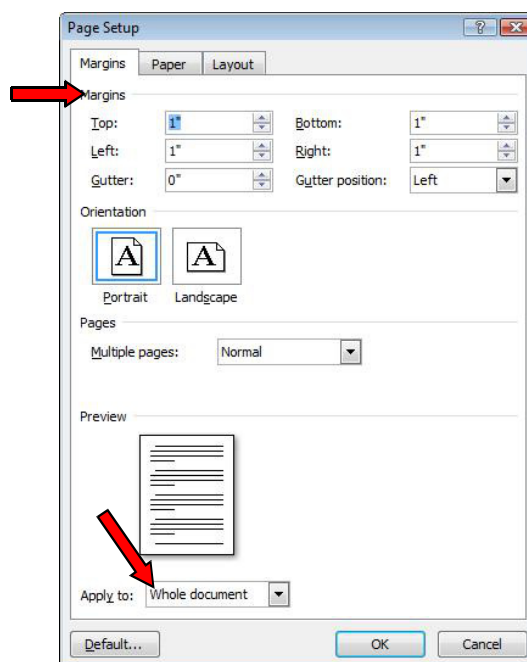 Page Setup
Margins Paper Layout
Margins
Top: 1" Bottom: 1"
Left: 1" Right: 1"
Gutter: 0" Gutter position: Left
Orientation
A A
Portrait Landscape
Pages
Multiple pages: Normal
Preview
Apply to: Whole document
Default... OK Cancel